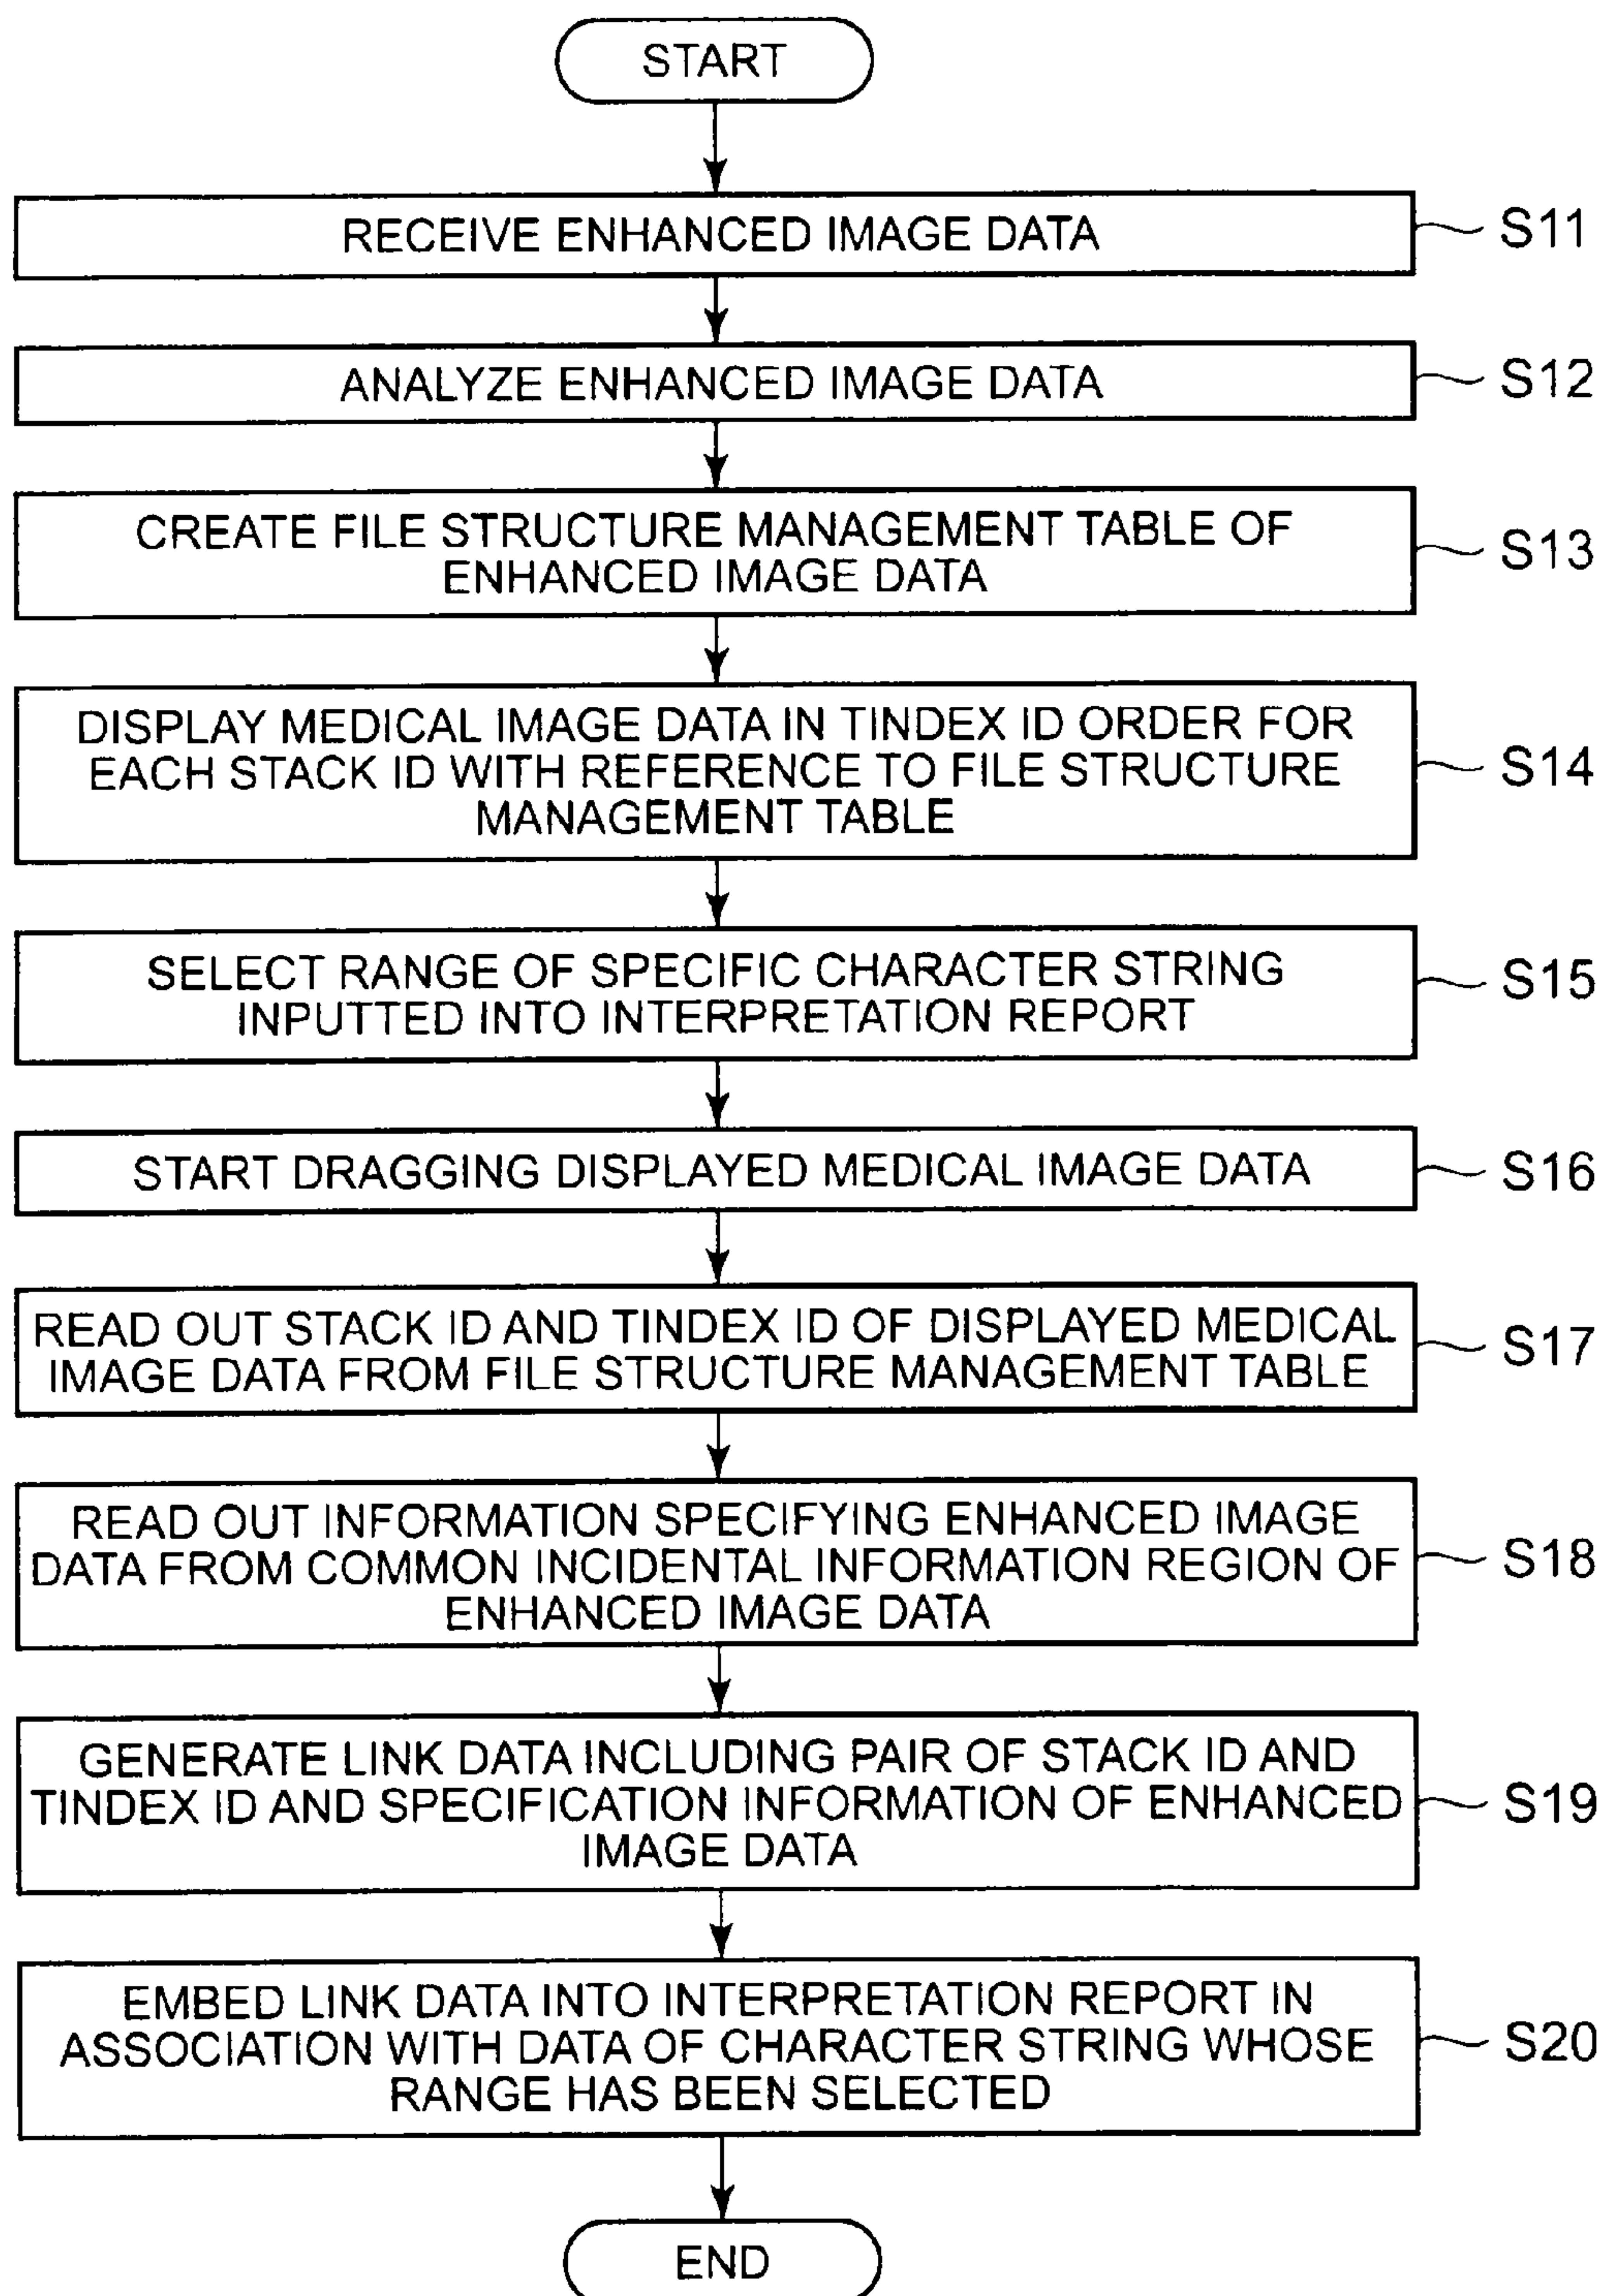 START
RECEIVE ENHANCED IMAGE DATA
S11
ANALYZE ENHANCED IMAGE DATA
S12
CREATE FILE STRUCTURE MANAGEMENT TABLE OF
ENHANCED IMAGE DATA
S13
DISPLAY MEDICAL IMAGE DATA IN TINDEX ID ORDER FOR
EACH STACK ID WITH REFERENCE TO FILE STRUCTURE
MANAGEMENT TABLE
S14
SELECT RANGE OF SPECIFIC CHARACTER STRING
INPUTTED INTO INTERPRETATION REPORT
S15
START DRAGGING DISPLAYED MEDICAL IMAGE DATA
S16
READ OUT STACK ID AND TINDEX ID OF DISPLAYED MEDICAL
IMAGE DATA FROM FILE STRUCTURE MANAGEMENT TABLE
S17
READ OUT INFORMATION SPECIFYING ENHANCED IMAGE
DATA FROM COMMON INCIDENTAL INFORMATION REGION OF
ENHANCED IMAGE DATA
S18
GENERATE LINK DATA INCLUDING PAIR OF STACK ID AND
TINDEX ID AND SPECIFICATION INFORMATION OF ENHANCED
IMAGE DATA
S19
EMBED LINK DATA INTO INTERPRETATION REPORT IN
ASSOCIATION WITH DATA OF CHARACTER STRING WHOSE
RANGE HAS BEEN SELECTED
S20
END